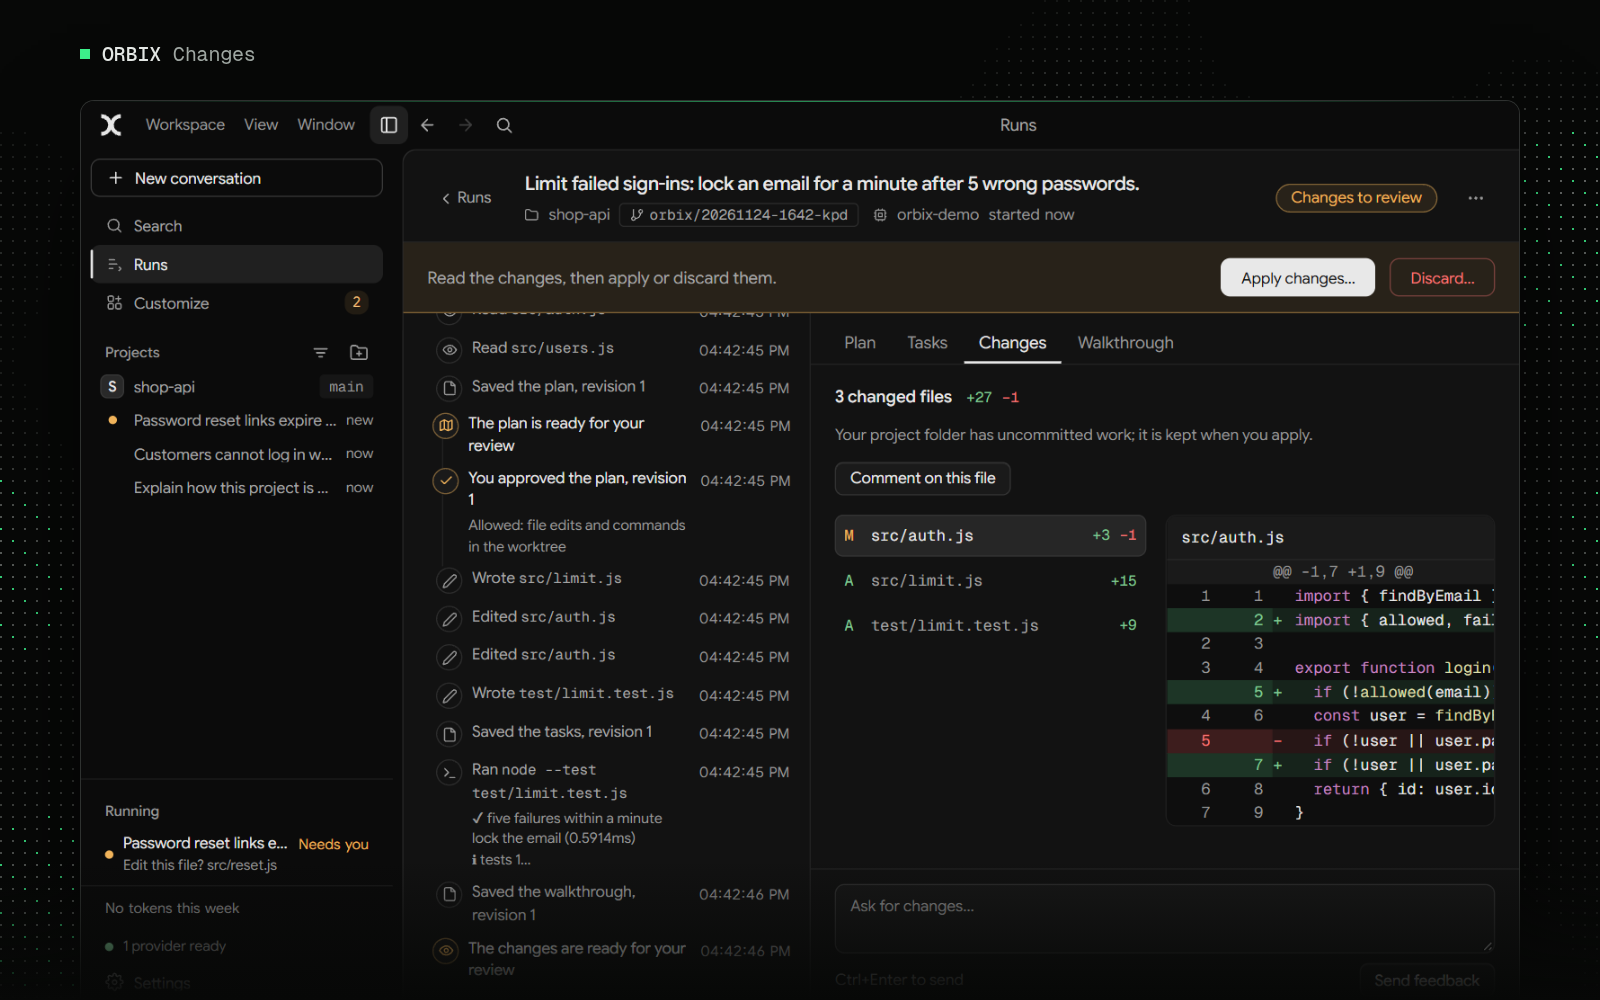 ORBIX Changes
Workspace View Window
Runs
New conversation
Search
Runs
Customize 2
Projects
S shop-api main
Password reset links expire ... new
Customers cannot log in w... now
Explain how this project is ... now
Running
Password reset links e... Needs you
Edit this file? src/reset.js
No tokens this week
1 provider ready
Settings
Runs
Limit failed sign-ins: lock an email for a minute after 5 wrong passwords.
shop-api orbix/20261124-1642-kpd orbix-demo started now
Changes to review
Read the changes, then apply or discard them.
Apply changes... Discard...
Read src/users.js 04:42:45 PM
Saved the plan, revision 1 04:42:45 PM
The plan is ready for your 04:42:45 PM
review
You approved the plan, revision 04:42:45 PM
1
Allowed: file edits and commands
in the worktree
Wrote src/limit.js 04:42:45 PM
Edited src/auth.js 04:42:45 PM
Edited src/auth.js 04:42:45 PM
Wrote test/limit.test.js 04:42:45 PM
Saved the tasks, revision 1 04:42:45 PM
Ran node --test 04:42:45 PM
test/limit.test.js
✓ five failures within a minute
lock the email (0.5914ms)
ℹ tests 1...
Saved the walkthrough, 04:42:46 PM
revision 1
The changes are ready for your 04:42:46 PM
review
Plan Tasks Changes Walkthrough
3 changed files +27 −1
Your project folder has uncommitted work; it is kept when you apply.
Comment on this file
M src/auth.js +3 −1
A src/limit.js +15
A test/limit.test.js +9
src/auth.js
@@ -1,7 +1,9 @@
1 1 import { findByEmail
2 + import { allowed, fai
2 3
3 4 export function login
5 + if (!allowed(email)
4 6 const user = findBy
5 - if (!user || user.pa
7 + if (!user || user.pa
6 8 return { id: user.id
7 9 }
Ask for changes...
Ctrl+Enter to send
Send feedback